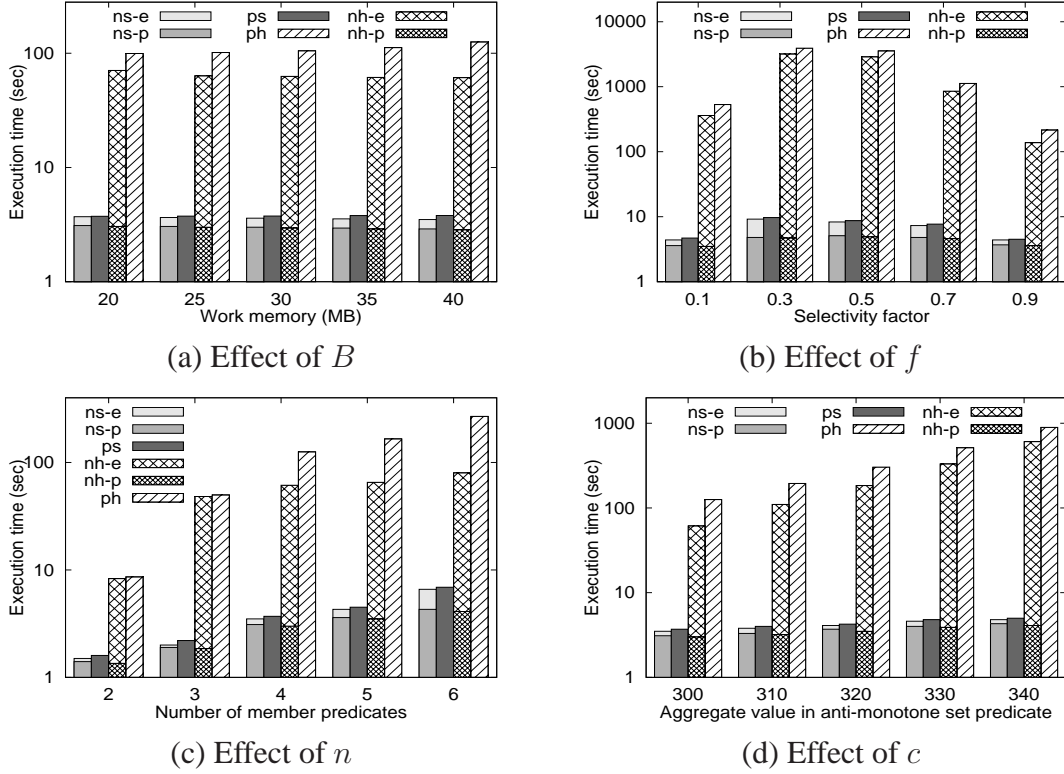 ns-e ps nh-e
ns-p ph nh-p
Execution time (sec)
100
10
1
20 25 30 35 40
Work memory (MB)
(a) Effect of B
ns-e ps nh-e
ns-p ph nh-p
Execution time (sec)
10000
1000
100
10
1
0.1 0.3 0.5 0.7 0.9
Selectivity factor
(b) Effect of f
ns-e
ns-p
ps
nh-e
nh-p
ph
Execution time (sec)
100
10
1
2 3 4 5 6
Number of member predicates
(c) Effect of n
ns-e ps nh-e
ns-p ph nh-p
Execution time (sec)
1000
100
10
1
300 310 320 330 340
Aggregate value in anti-monotone set predicate
(d) Effect of c